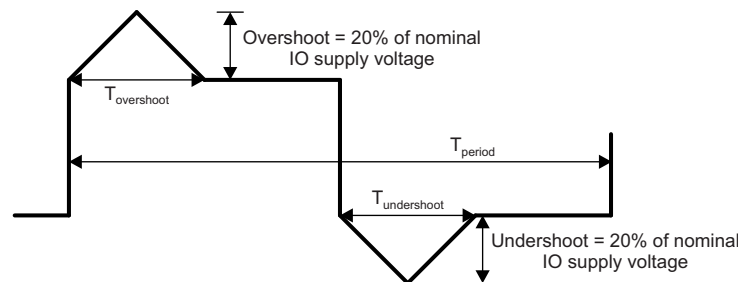 Overshoot = 20% of nominal
IO supply voltage
Tovershoot
Tperiod
Tundershoot
Undershoot = 20% of nominal
IO supply voltage